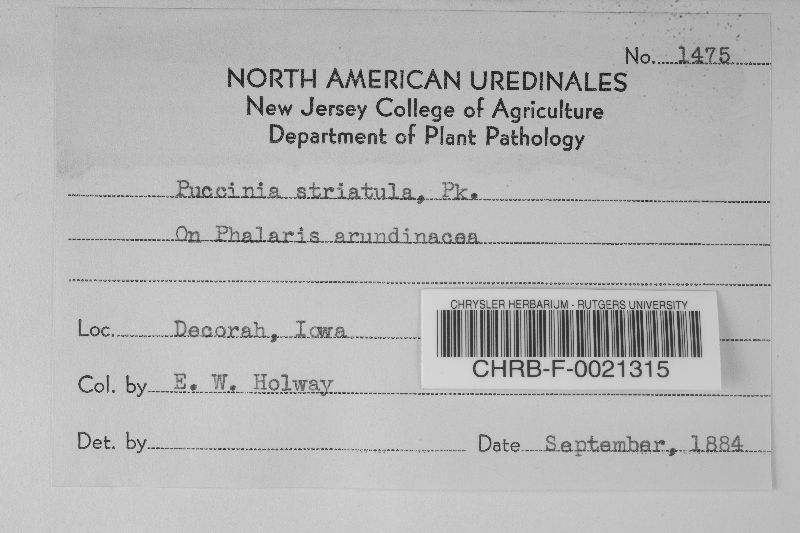 No. 1475
NORTH AMERICAN UREDINALES
New Jersey College of Agriculture
Department of Plant Pathology
Puccinia striatula, Pk.
On Phalaris arundinacea
CHRYSLER HERBARIUM - RUTGERS UNIVERSITY
CHRB-F-0021315
Loc. Decorah, Iowa
Col. by E. W. Holway
Det. by
Date September, 1884